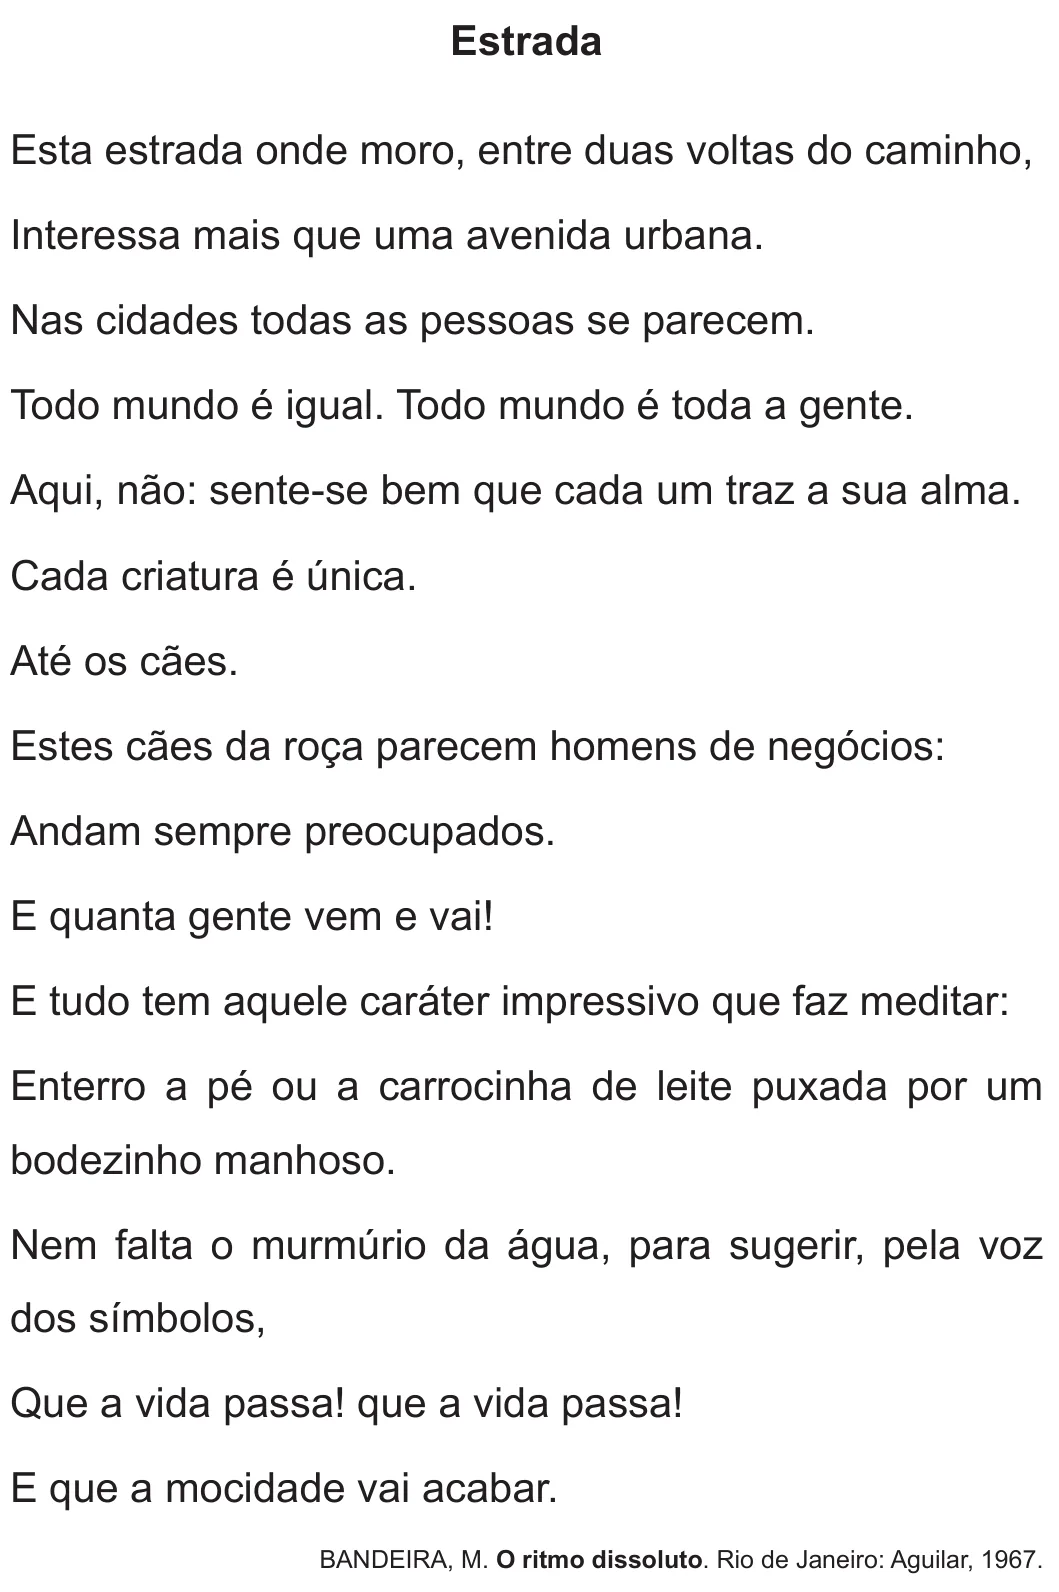 Estrada
Esta estrada onde moro, entre duas voltas do caminho,
Interessa mais que uma avenida urbana.
Nas cidades todas as pessoas se parecem.
Todo mundo é igual. Todo mundo é toda a gente.
Aqui, não: sente-se bem que cada um traz a sua alma.
Cada criatura é única.
Até os cães.
Estes cães da roça parecem homens de negócios:
Andam sempre preocupados.
E quanta gente vem e vai!
E tudo tem aquele caráter impressivo que faz meditar:
Enterro a pé ou a carrocinha de leite puxada por um
bodezinho manhoso.
Nem falta o murmúrio da água, para sugerir, pela voz
dos símbolos,
Que a vida passa! que a vida passa!
E que a mocidade vai acabar.
BANDEIRA, M. O ritmo dissoluto. Rio de Janeiro: Aguilar, 1967.